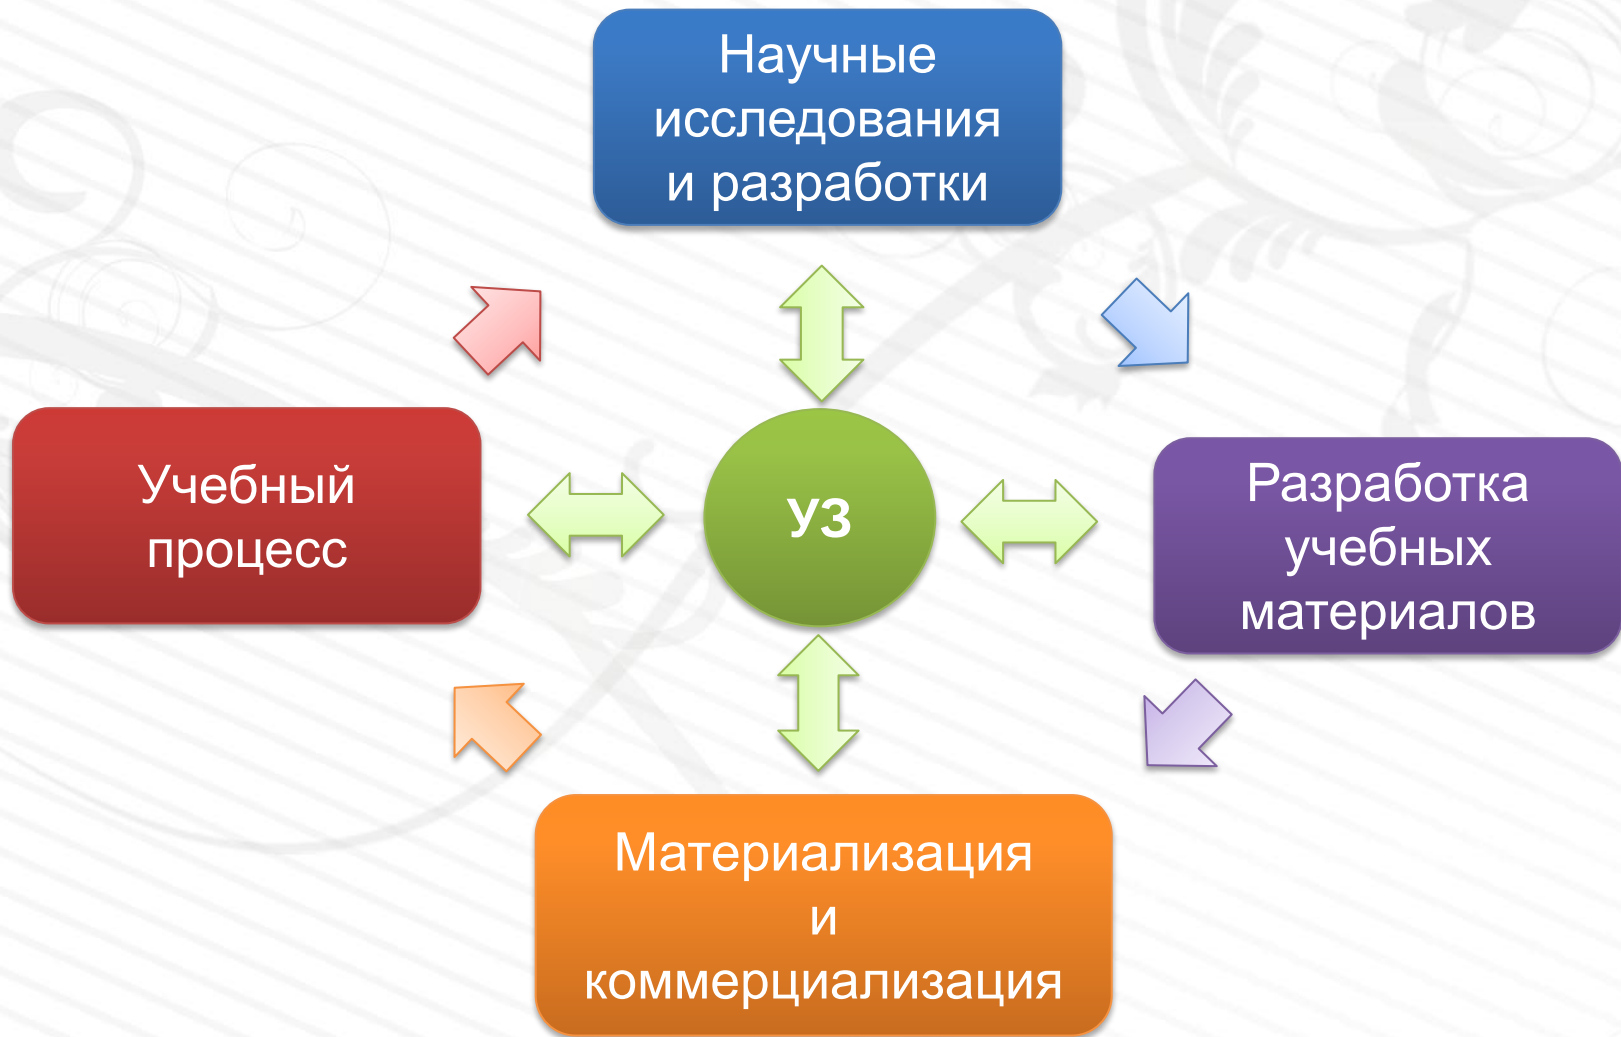 Научные
исследования
и разработки
Учебный
процесс
УЗ
Разработка
учебных
материалов
Материализация
и
коммерциализация